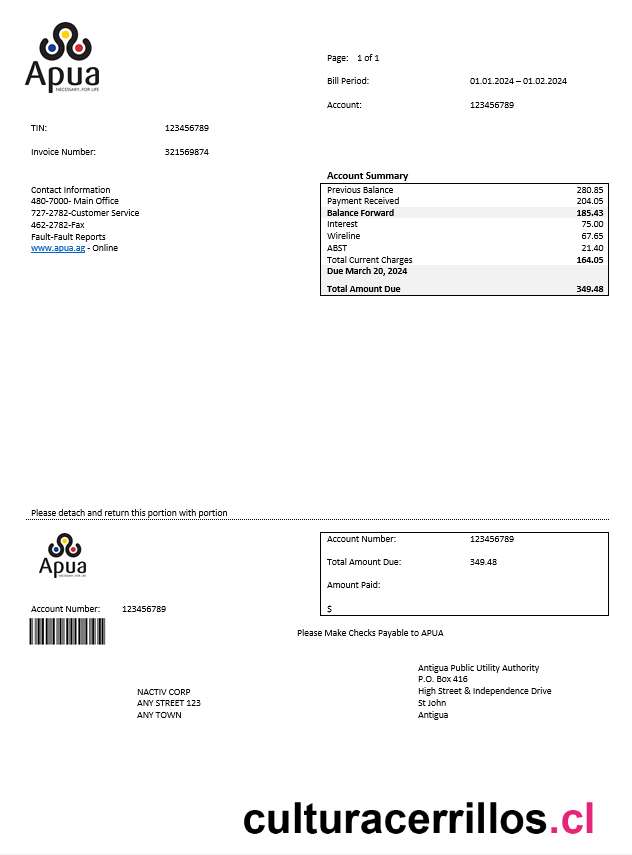 Apua
NECESSARY..FOR LIFE
Page: 1 of 1
Bill Period: 01.01.2024 – 01.02.2024
Account: 123456789
TIN: 123456789
Invoice Number: 321569874
Contact Information
480-7000- Main Office
727-2782-Customer Service
462-2782-Fax
Fault-Fault Reports
www.apua.ag - Online
Account Summary
Previous Balance 280.85
Payment Received 204.05
Balance Forward 185.43
Interest 75.00
Wireline 67.65
ABST 21.40
Total Current Charges 164.05
Due March 20, 2024
Total Amount Due 349.48
Please detach and return this portion with portion
Apua
NECESSARY..FOR LIFE
Account Number: 123456789
Account Number: 123456789
Total Amount Due: 349.48
Amount Paid:
$
Please Make Checks Payable to APUA
NACTIV CORP
ANY STREET 123
ANY TOWN
Antigua Public Utility Authority
P.O. Box 416
High Street & Independence Drive
St John
Antigua
culturacerrillos.cl